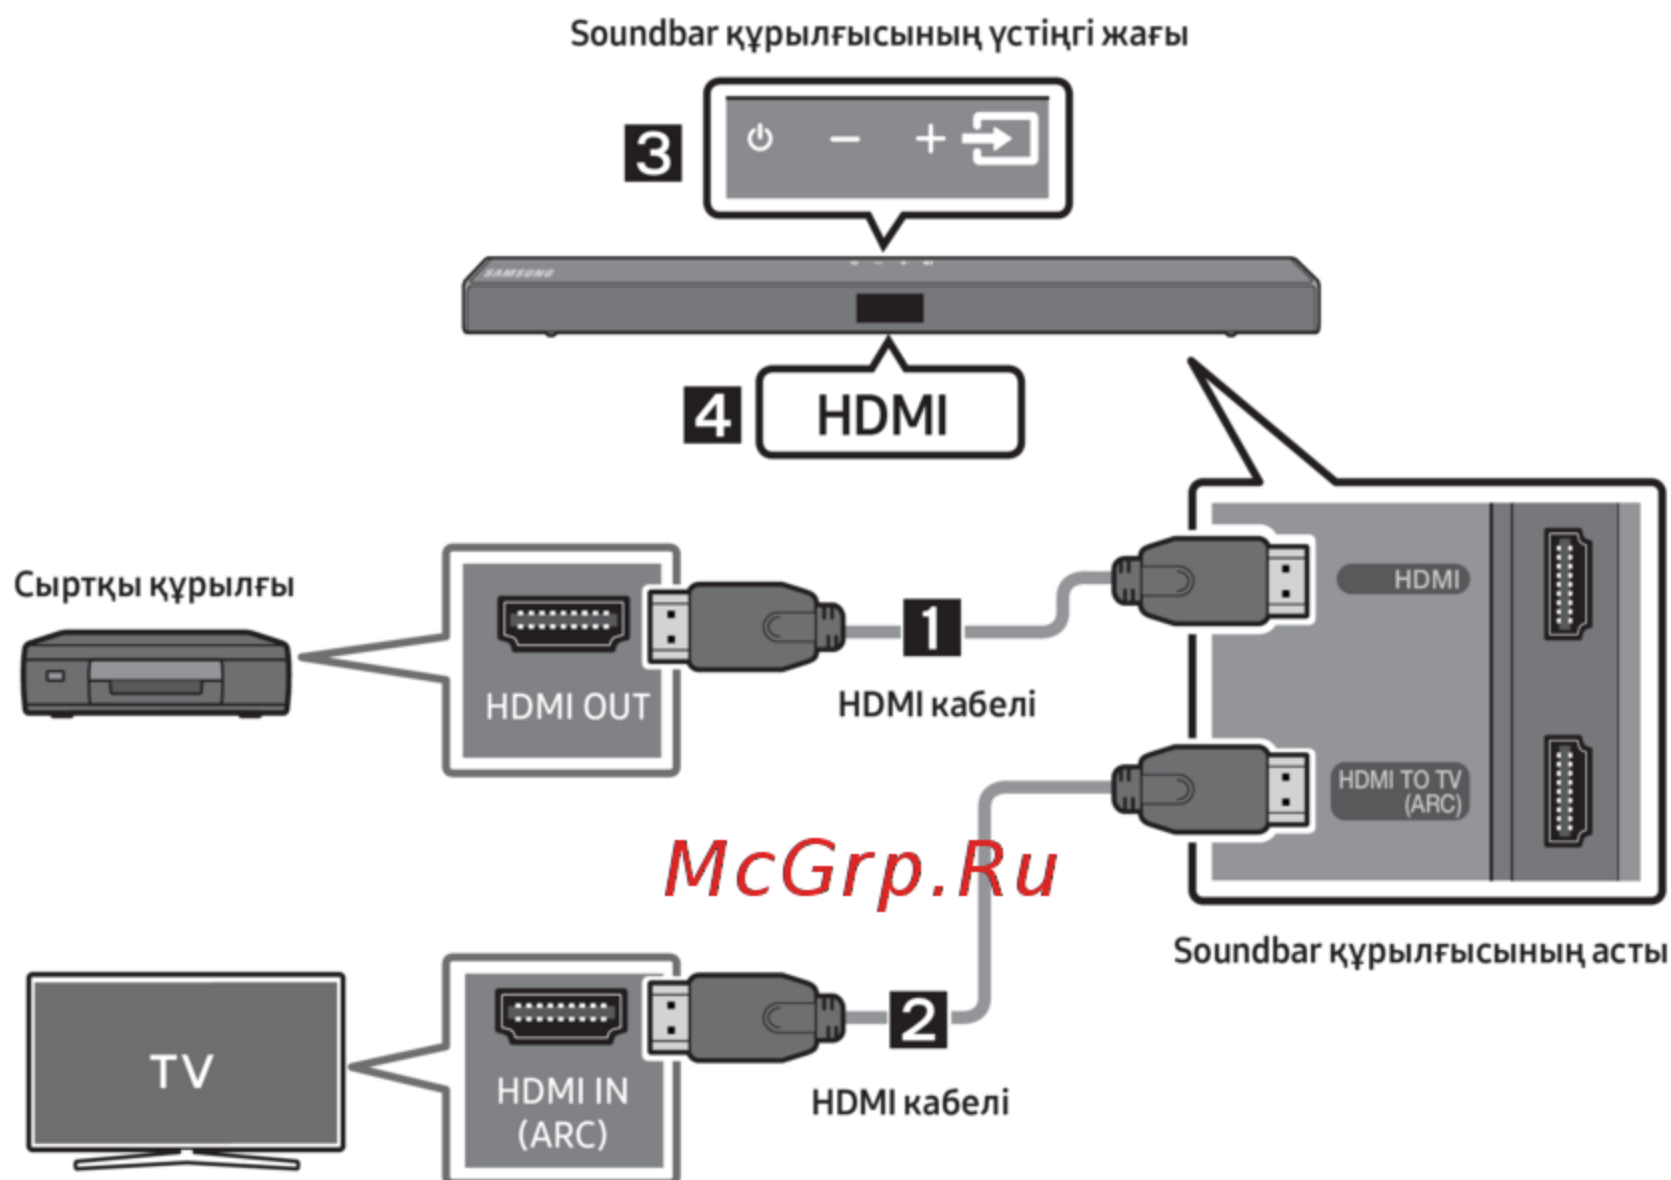 Soundbar құрылғысының үстіңгі жағы
3
SAMSUNG
4
HDMI
Сыртқы құрылғы
HDMI OUT
1
HDMI кабелі
HDMI
HDMI TO TV
(ARC)
McGrp.Ru
Soundbar құрылғысының асты
TV
HDMI IN
(ARC)
2
HDMI кабелі